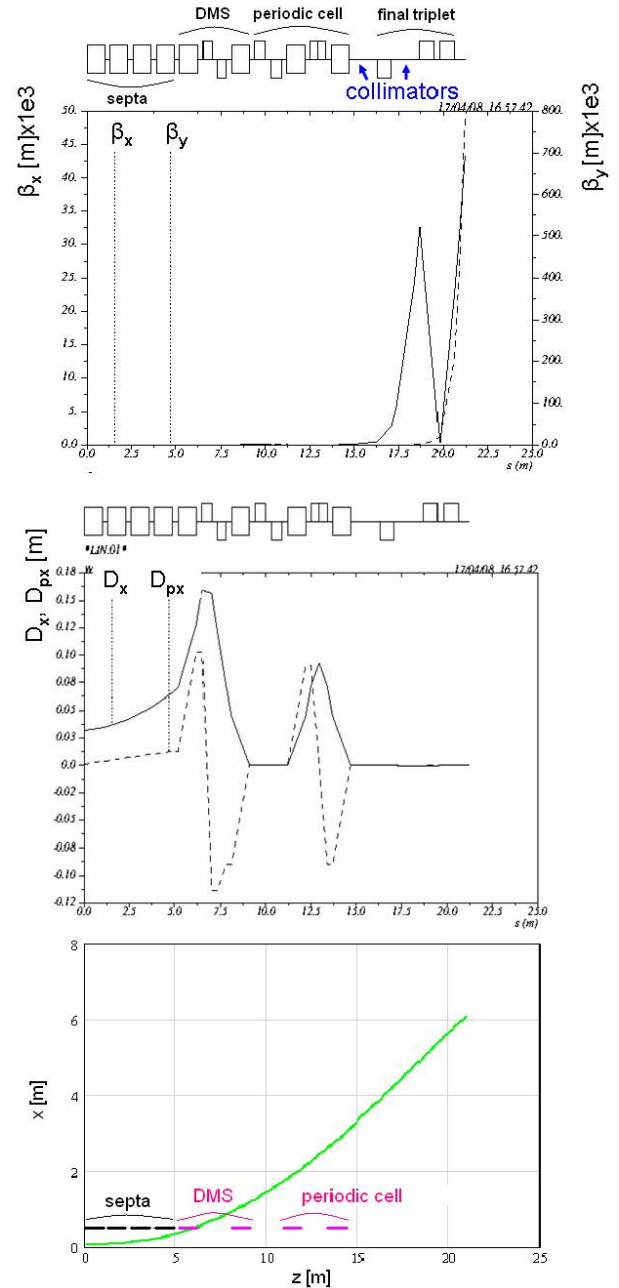 DMS periodic cell final triplet
septa collimators
17/04/08 16.57.42
βx βy
βx [m]x1e3
βy [m]x1e3
50.
45.
40.
35.
30.
25.
20.
15.
10.
5.
0.0
800.
700.
600.
500.
400.
300.
200.
100.
0.0
0.0 2.5 5.0 7.5 10.0 12.5 15.0 17.5 20.0 22.5 25.0
s (m)
*LIN.01*
17/04/08 16.57.42
Dx Dpx
Dx, Dpx [m]
0.18
0.15
0.10
0.08
0.05
0.03
0.0
-0.02
-0.05
-0.08
-0.10
-0.12
0.0 2.5 5.0 7.5 10.0 12.5 15.0 17.5 20.0 22.5 25.0
s (m)
x [m]
8
6
4
2
0
septa DMS periodic cell
0 5 10 15 20 25
z [m]